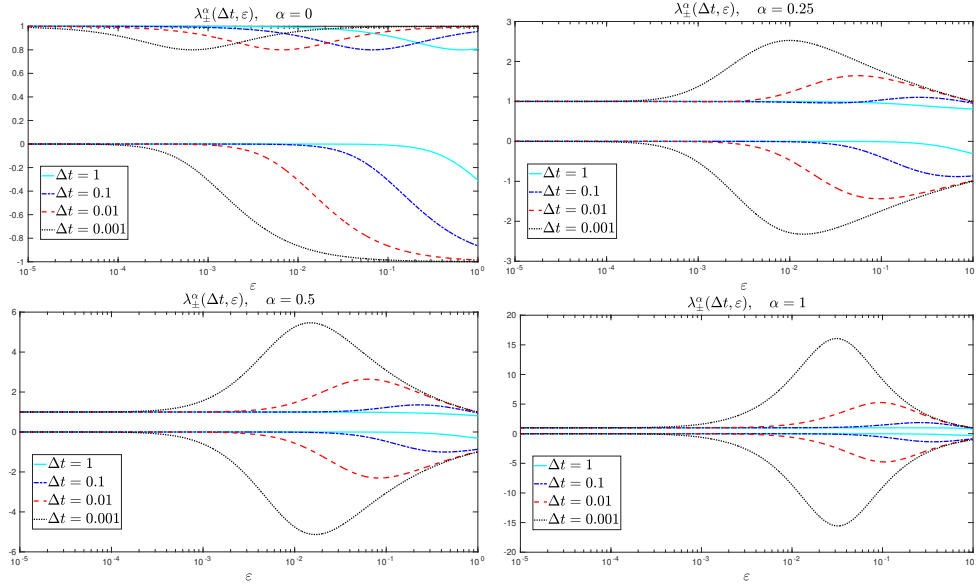 λ±^α(Δt, ε), α = 0
1
0.8
0.6
0.4
0.2
0
-0.2
-0.4
-0.6
-0.8
-1
Δt = 1
Δt = 0.1
Δt = 0.01
Δt = 0.001
10^-5 10^-4 10^-3 10^-2 10^-1 10^0
ε
λ±^α(Δt, ε), α = 0.25
3
2
1
0
-1
-2
-3
Δt = 1
Δt = 0.1
Δt = 0.01
Δt = 0.001
10^-5 10^-4 10^-3 10^-2 10^-1 10^0
ε
λ±^α(Δt, ε), α = 0.5
6
4
2
0
-2
-4
-6
Δt = 1
Δt = 0.1
Δt = 0.01
Δt = 0.001
10^-5 10^-4 10^-3 10^-2 10^-1 10^0
ε
λ±^α(Δt, ε), α = 1
20
15
10
5
0
-5
-10
-15
-20
Δt = 1
Δt = 0.1
Δt = 0.01
Δt = 0.001
10^-5 10^-4 10^-3 10^-2 10^-1 10^0
ε